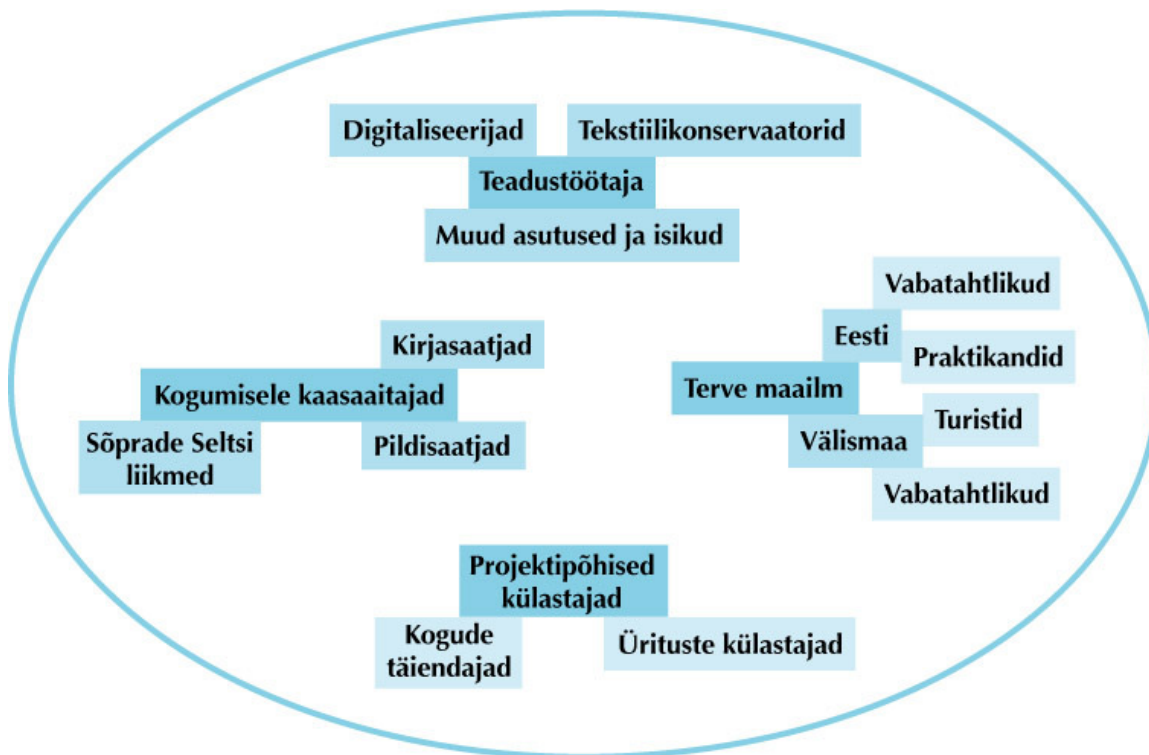 Digitaliseerijad
Tekstiilikonservaatorid
Teadustöötaja
Muud asutused ja isikud
Kirjasaatjad
Kogumisele kaasaaitajad
Sõprade Seltsi
liikmed
Pildisaatjad
Vabatahtlikud
Eesti
Praktikandid
Terve maailm
Turistid
Välismaa
Vabatahtlikud
Projektipõhised
külastajad
Kogude
täiendajad
Ürituste külastajad